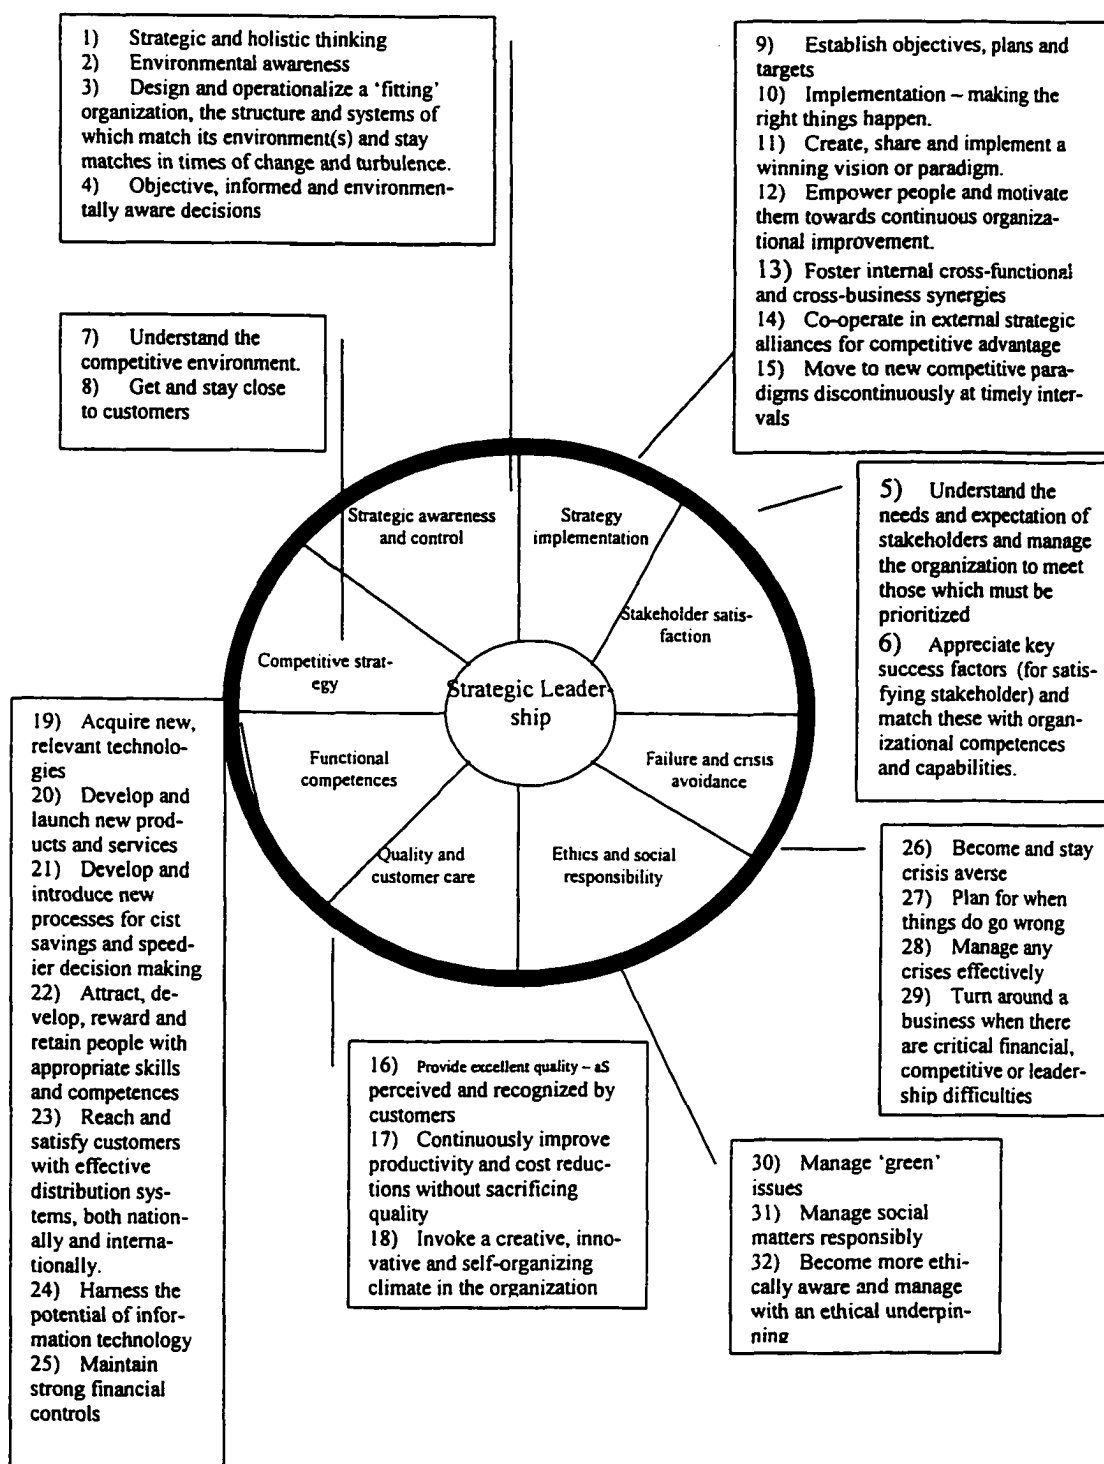 1) Strategic and holistic thinking
2) Environmental awareness
3) Design and operationalize a ‘fitting’
organization, the structure and systems of
which match its environment(s) and stay
matches in times of change and turbulence.
4) Objective, informed and environmen-
tally aware decisions
9) Establish objectives, plans and
targets
10) Implementation – making the
right things happen.
11) Create, share and implement a
winning vision or paradigm.
12) Empower people and motivate
them towards continuous organiza-
tional improvement.
13) Foster internal cross-functional
and cross-business synergies
14) Co-operate in external strategic
alliances for competitive advantage
15) Move to new competitive para-
digms discontinuously at timely inter-
vals
7) Understand the
competitive environment.
8) Get and stay close
to customers
5) Understand the
needs and expectation of
stakeholders and manage
the organization to meet
those which must be
prioritized
6) Appreciate key
success factors (for satis-
fying stakeholder) and
match these with organ-
izational competences
and capabilities.
Strategic awareness
and control
Strategy
implementation
Stakeholder satis-
faction
Competitive strat-
egy
Strategic Leader-
ship
Functional
competences
Failure and crisis
avoidance
Quality and
customer care
Ethics and social
responsibility
19) Acquire new,
relevant technolo-
gies
20) Develop and
launch new prod-
ucts and services
21) Develop and
introduce new
processes for cist
savings and speed-
ier decision making
22) Attract, de-
velop, reward and
retain people with
appropriate skills
and competences
23) Reach and
satisfy customers
with effective
distribution sys-
tems, both nation-
ally and interna-
tionally.
24) Harness the
potential of infor-
mation technology
25) Maintain
strong financial
controls
26) Become and stay
crisis averse
27) Plan for when
things do go wrong
28) Manage any
crises effectively
29) Turn around a
business when there
are critical financial,
competitive or leader-
ship difficulties
16) Provide excellent quality – as
perceived and recognized by
customers
17) Continuously improve
productivity and cost reduc-
tions without sacrificing
quality
18) Invoke a creative, inno-
vative and self-organizing
climate in the organization
30) Manage ‘green’
issues
31) Manage social
matters responsibly
32) Become more ethi-
cally aware and manage
with an ethical underpin-
ning